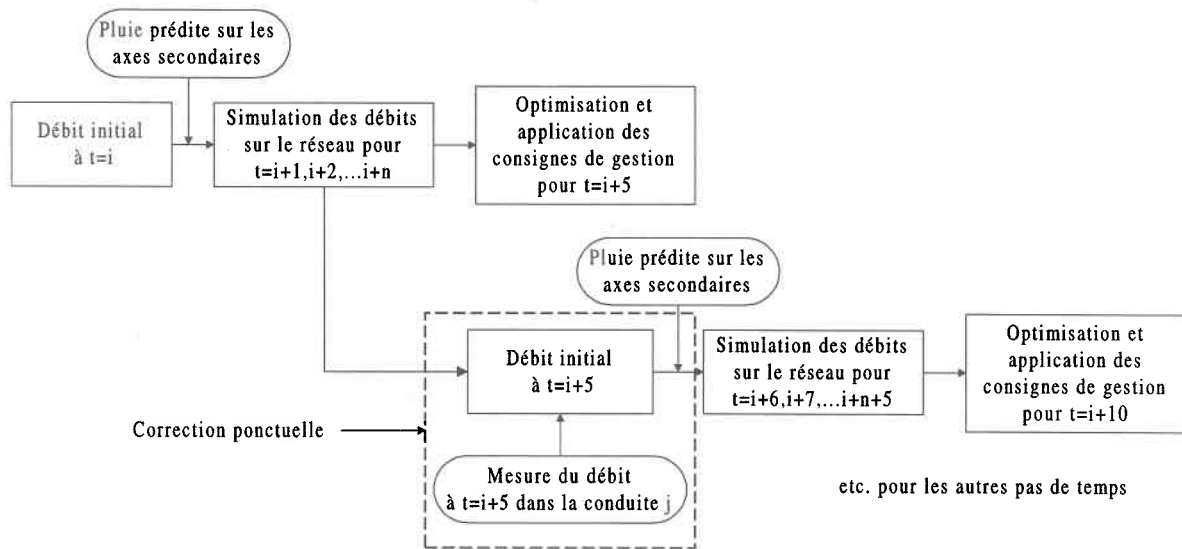 Pluie prédite sur les
axes secondaires
Débit initial
à t=i
Simulation des débits
sur le réseau pour
t=i+1,i+2,...i+n
Optimisation et
application des
consignes de gestion
pour t=i+5
Pluie prédite sur les
axes secondaires
Débit initial
à t=i+5
Simulation des débits
sur le réseau pour
t=i+6,i+7,...i+n+5
Optimisation et
application des
consignes de gestion
pour t=i+10
Correction ponctuelle
Mesure du débit
à t=i+5 dans la conduite j
etc. pour les autres pas de temps